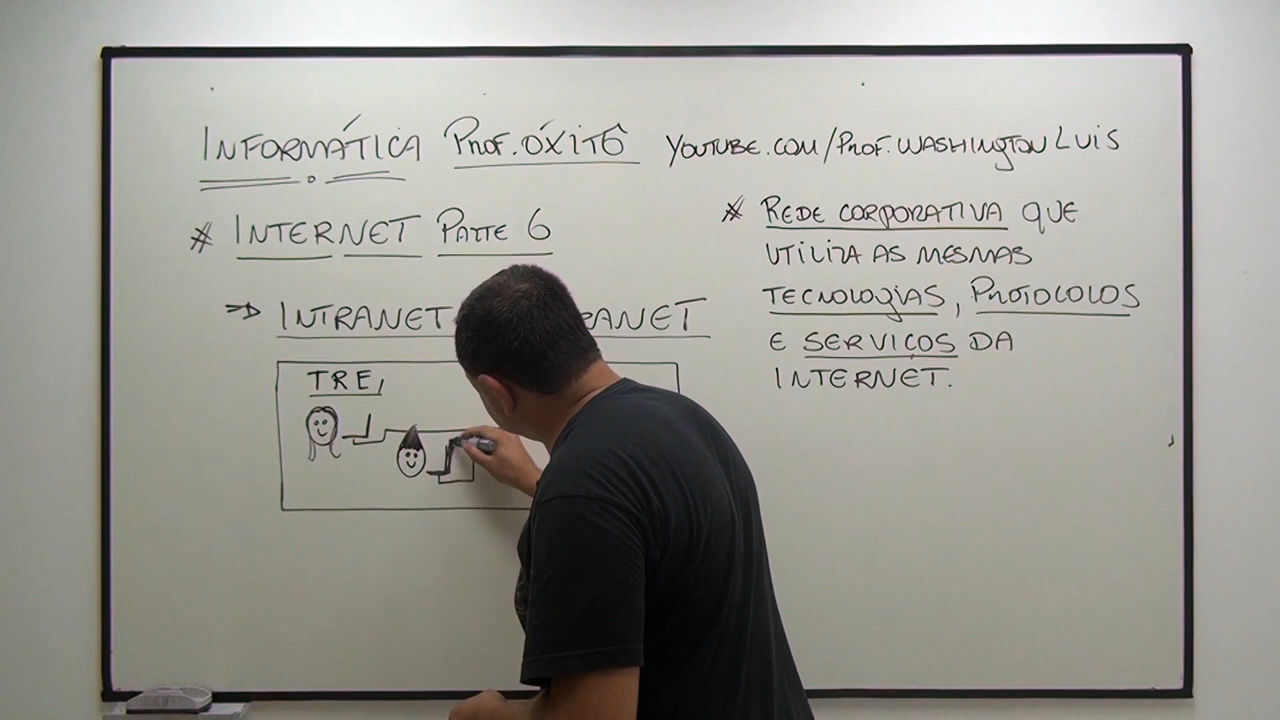 INFORMÁTICA PROF. ÓXITÔ YOUTUBE.COM/PROF.WASHINGTONLUIS
* INTERNET PARTE 6
⇒ INTRANET RANET
TRE,
* REDE CORPORATIVA QUE
UTILIZA AS MESMAS
TECNOLOGIAS, PROTOCOLOS
E SERVIÇOS DA
INTERNET.